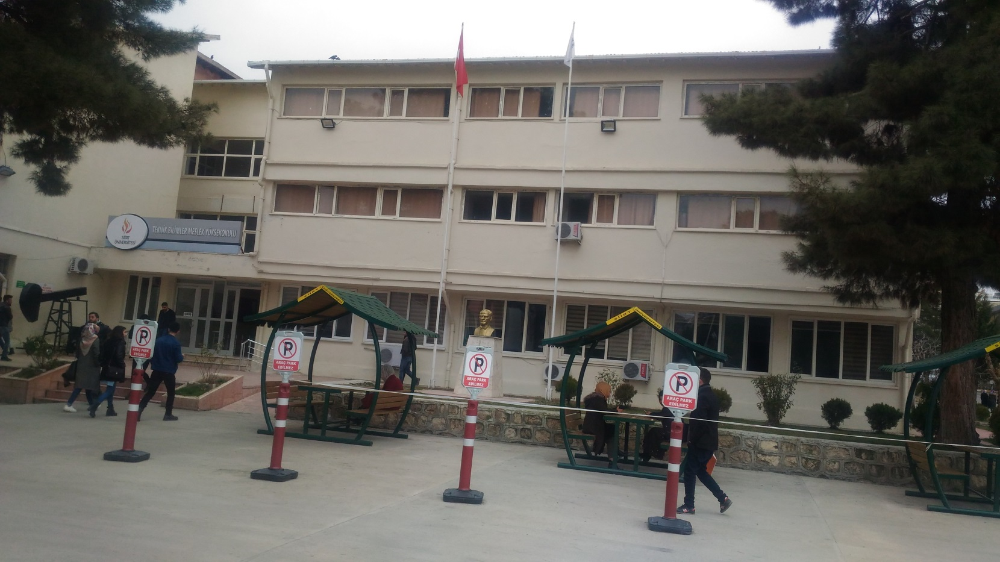 SİİRT
ÜNİVERSİTESİ
TEKNİK BİLİMLER MESLEK YÜKSEKOKULU
ARAÇ PARK
EDİLMEZ
ARAÇ PARK
EDİLMEZ
ARAÇ PARK
EDİLMEZ
ARAÇ PARK
EDİLMEZ